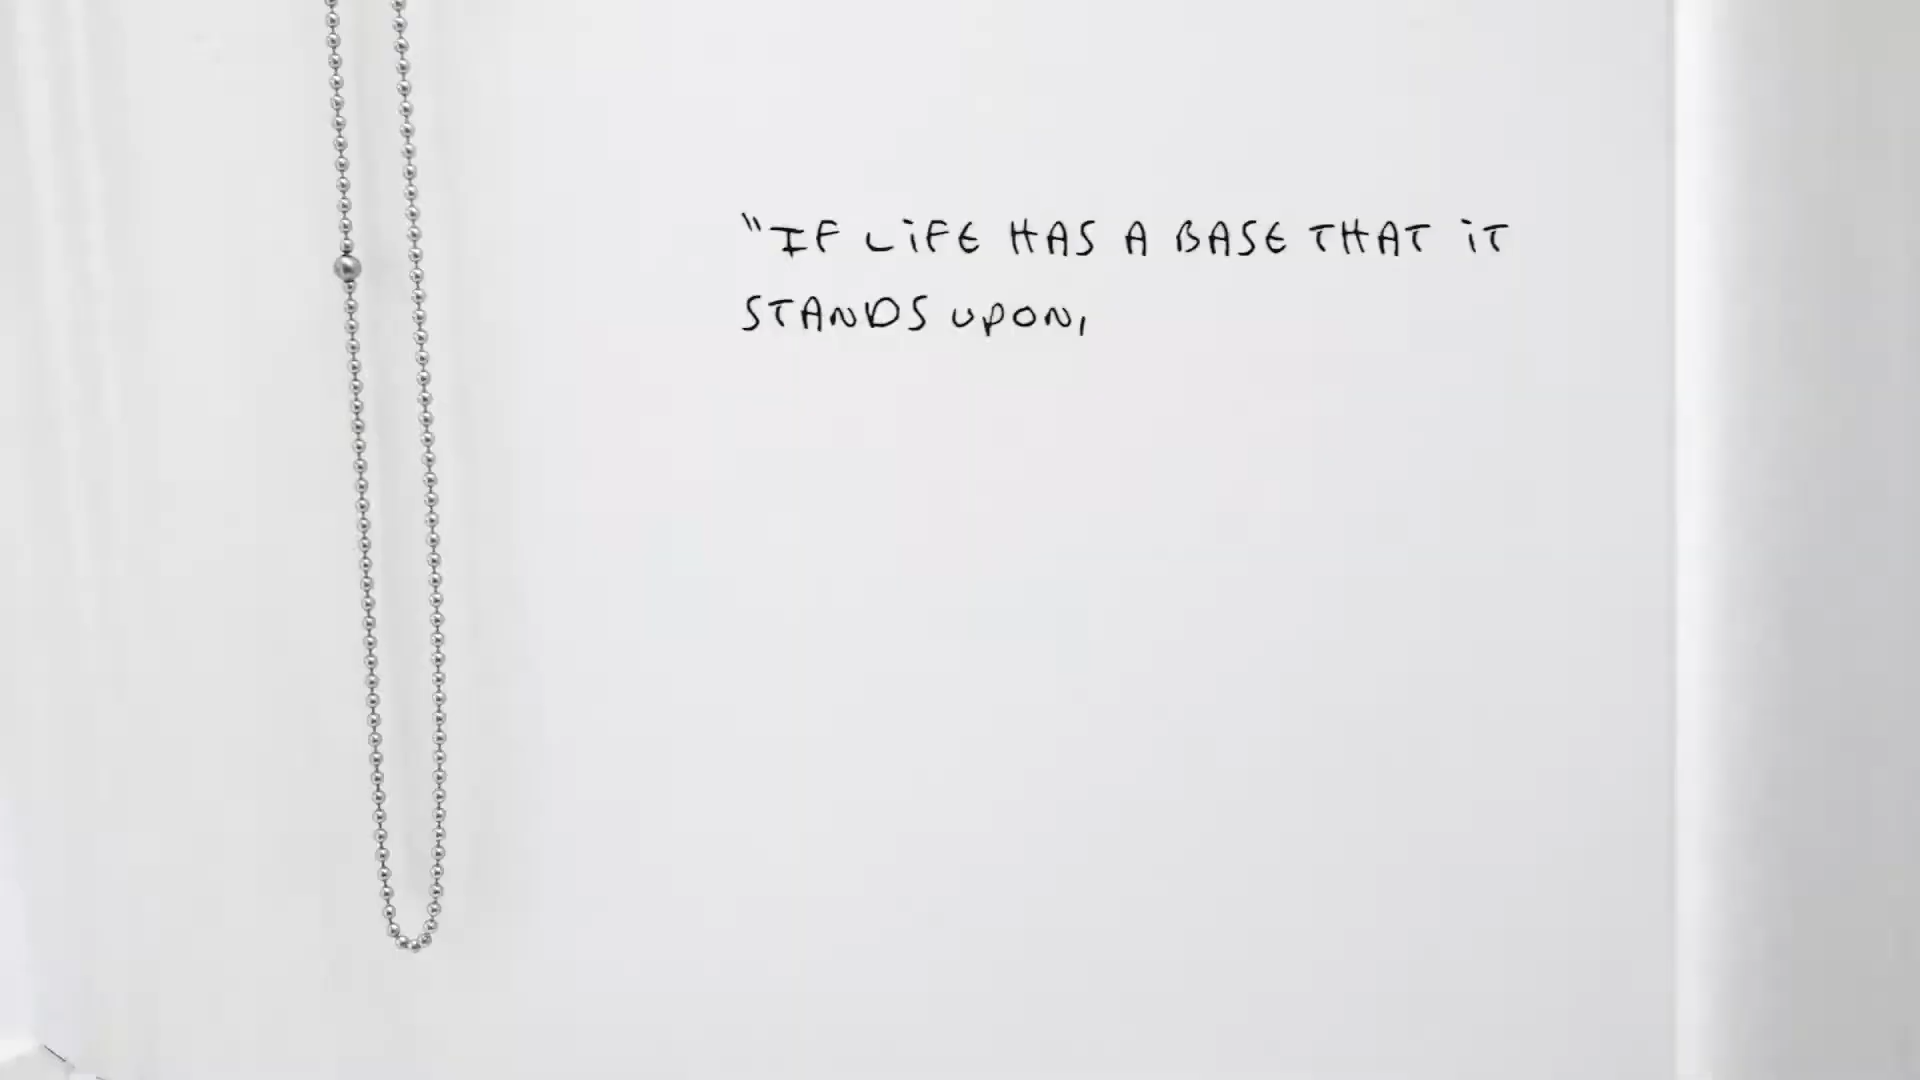 "IF LiFE HAS A BASE THAT iT
STANDS UPON,